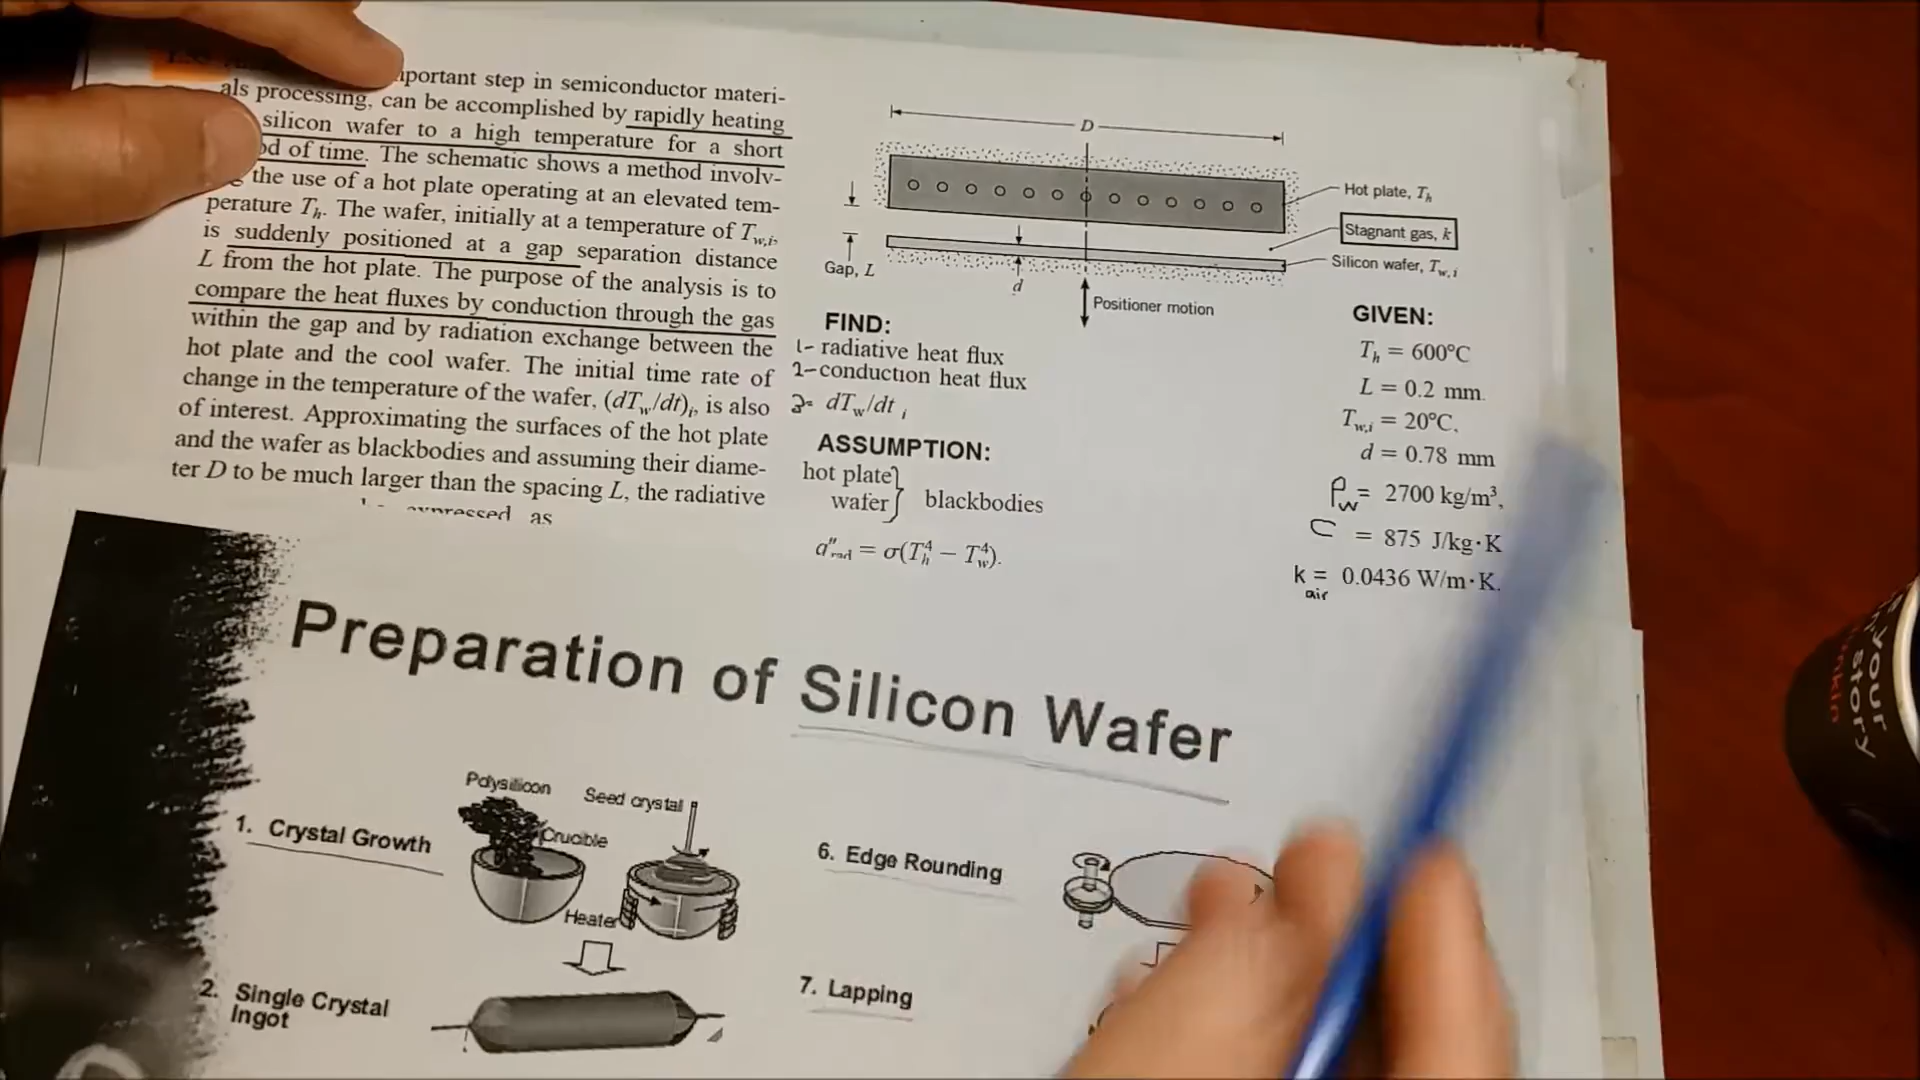 portant step in semiconductor materi-
als processing, can be accomplished by rapidly heating
silicon wafer to a high temperature for a short
of time. The schematic shows a method involv-
the use of a hot plate operating at an elevated tem-
perature Th. The wafer, initially at a temperature of Tw,i,
is suddenly positioned at a gap separation distance
L from the hot plate. The purpose of the analysis is to
compare the heat fluxes by conduction through the gas
within the gap and by radiation exchange between the
hot plate and the cool wafer. The initial time rate of
change in the temperature of the wafer, (dTw/dt)i, is also
of interest. Approximating the surfaces of the hot plate
and the wafer as blackbodies and assuming their diame-
ter D to be much larger than the spacing L, the radiative
expressed as
D
Hot plate, Th
Stagnant gas, k
Silicon wafer, Tw,i
Gap, L
d
Positioner motion
FIND:
1- radiative heat flux
2- conduction heat flux
3- dTw/dt i
ASSUMPTION:
hot plate
wafer } blackbodies
q″rad = σ(Th⁴ − Tw⁴).
GIVEN:
Th = 600°C
L = 0.2 mm.
Tw,i = 20°C,
d = 0.78 mm
ρw = 2700 kg/m³,
C = 875 J/kg·K
k air = 0.0436 W/m·K.
Preparation of Silicon Wafer
1. Crystal Growth
Polysilicon
Seed crystal
Crucible
Heater
2. Single Crystal
Ingot
6. Edge Rounding
7. Lapping
your
story